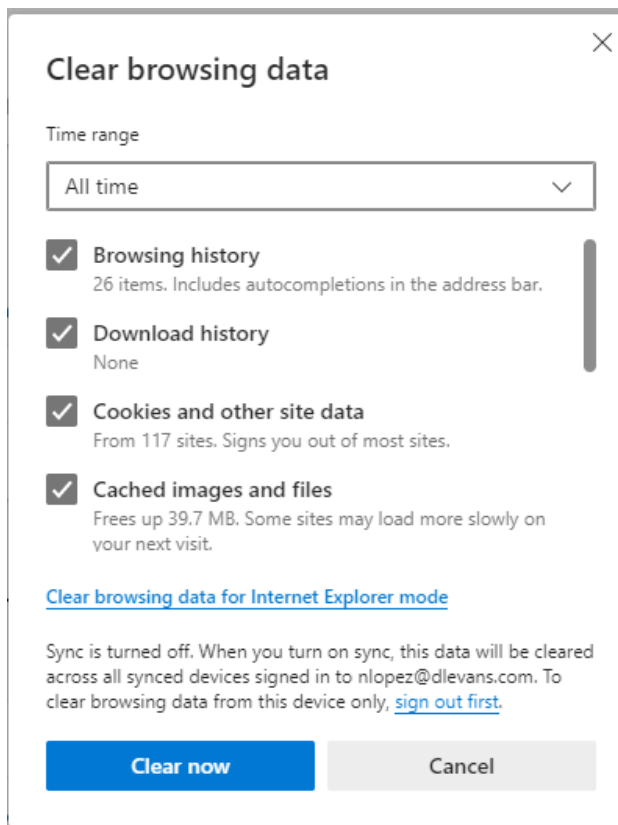 Clear browsing data
Time range
All time
Browsing history
26 items. Includes autocompletions in the address bar.
Download history
None
Cookies and other site data
From 117 sites. Signs you out of most sites.
Cached images and files
Frees up 39.7 MB. Some sites may load more slowly on
your next visit.
Clear browsing data for Internet Explorer mode
Sync is turned off. When you turn on sync, this data will be cleared
across all synced devices signed in to nlopez@dlevans.com. To
clear browsing data from this device only, sign out first.
Clear now
Cancel